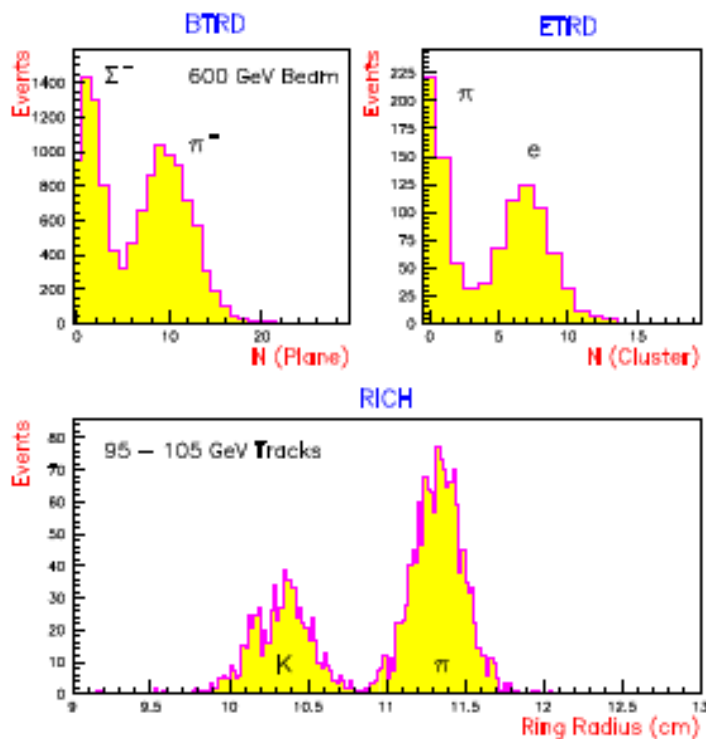 BTRD
Events
1400
1200
1000
800
600
400
200
0
Σ⁻
600 GeV Beam
π⁻
0 10 20
N (Plane)
ETRD
Events
225
200
175
150
125
100
75
50
25
0
π
e
0 5 10 15
N (Cluster)
RICH
Events
80
70
60
50
40
30
20
10
0
95 – 105 GeV Tracks
K
π
9 9.5 10 10.5 11 11.5 12 12.5 13
Ring Radius (cm)